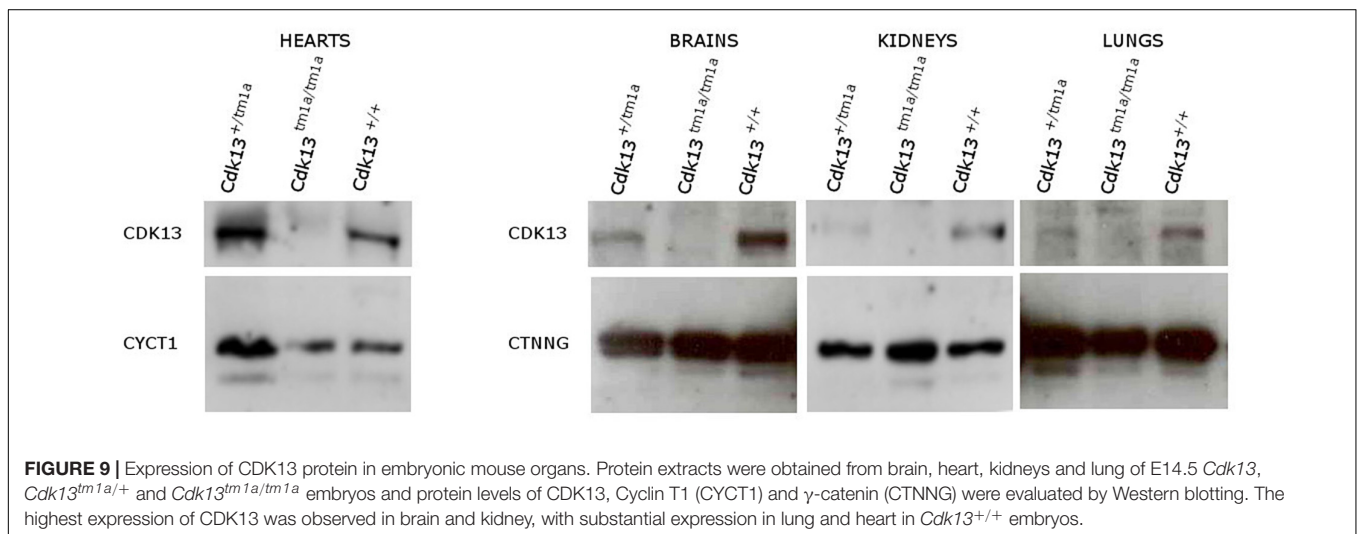 HEARTS BRAINS KIDNEYS LUNGS
Cdk13 +/tm1a Cdk13 tm1a/tm1a Cdk13 +/+ Cdk13 +/tm1a Cdk13 tm1a/tm1a Cdk13 +/+ Cdk13 +/tm1a Cdk13 tm1a/tm1a Cdk13 +/+ Cdk13 +/tm1a Cdk13 tm1a/tm1a Cdk13 +/+
CDK13 CDK13
CYCT1 CTNNG
FIGURE 9 | Expression of CDK13 protein in embryonic mouse organs. Protein extracts were obtained from brain, heart, kidneys and lung of E14.5 Cdk13,
Cdk13tm1a/+ and Cdk13tm1a/tm1a embryos and protein levels of CDK13, Cyclin T1 (CYCT1) and γ-catenin (CTNNG) were evaluated by Western blotting. The
highest expression of CDK13 was observed in brain and kidney, with substantial expression in lung and heart in Cdk13+/+ embryos.